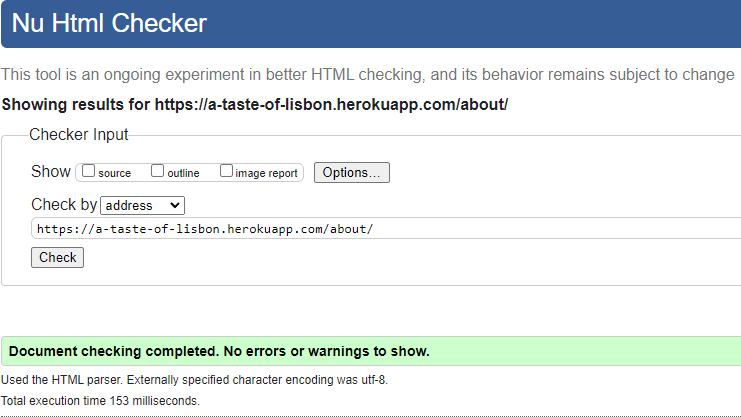 Nu Html Checker
This tool is an ongoing experiment in better HTML checking, and its behavior remains subject to change
Showing results for https://a-taste-of-lisbon.herokuapp.com/about/
Checker Input
Show source outline image report Options...
Check by address
https://a-taste-of-lisbon.herokuapp.com/about/
Check
Document checking completed. No errors or warnings to show.
Used the HTML parser. Externally specified character encoding was utf-8.
Total execution time 153 milliseconds.